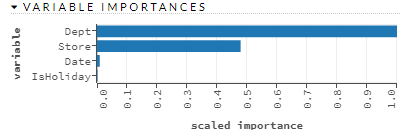 VARIABLE IMPORTANCES
variable
Dept
Store
Date
IsHoliday
0.0 0.1 0.2 0.3 0.4 0.5 0.6 0.7 0.8 0.9 1.0
scaled importance